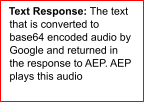 Text Response: The text
that is converted to
base64 encoded audio by
Google and returned in
the response to AEP. AEP
plays this audio